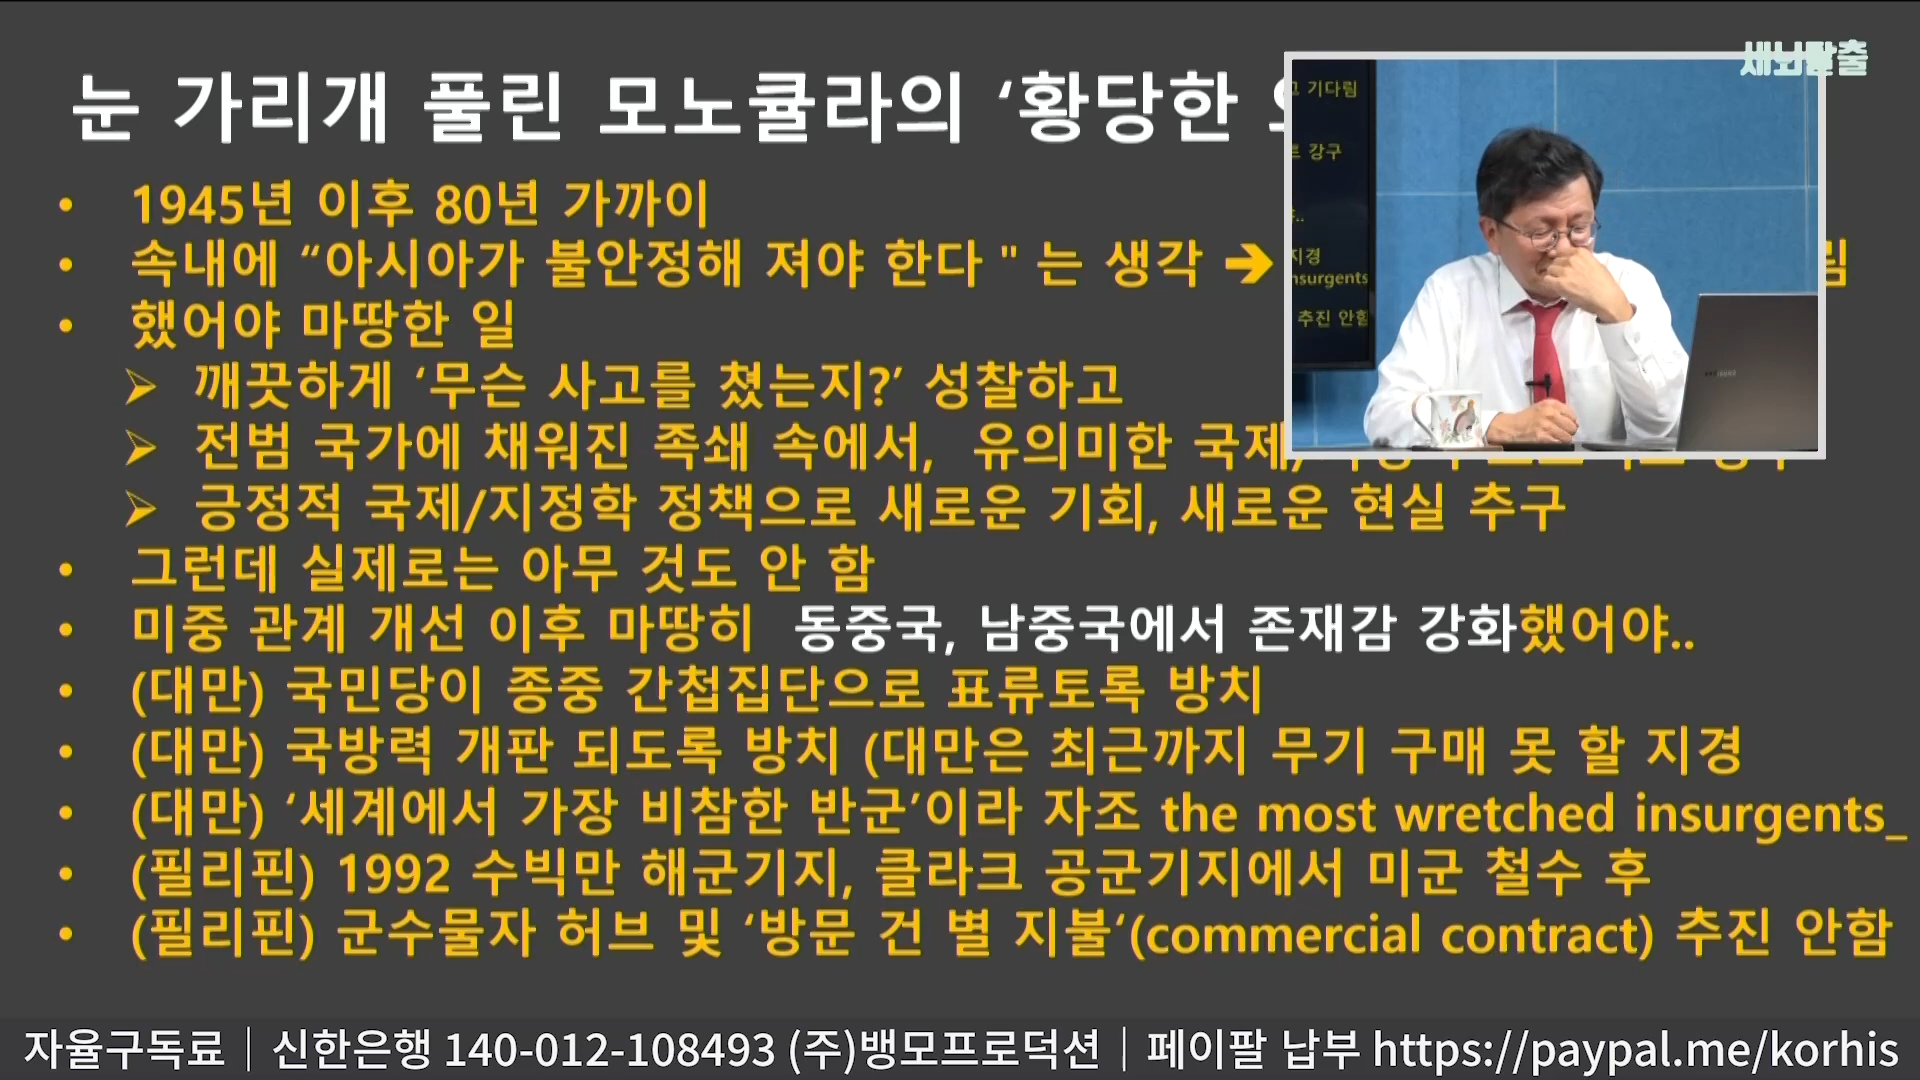 세뇌탈출
눈 가리개 풀린 모노큘라의 ‘황당한
• 1945년 이후 80년 가까이
• 속내에 “아시아가 불안정해 져야 한다 " 는 생각 ➔ 림
• 했어야 마땅한 일
➢ 깨끗하게 ‘무슨 사고를 쳤는지?’ 성찰하고
➢ 전범 국가에 채워진 족쇄 속에서, 유의미한 국제/
➢ 긍정적 국제/지정학 정책으로 새로운 기회, 새로운 현실 추구
• 그런데 실제로는 아무 것도 안 함
• 미중 관계 개선 이후 마땅히 동중국, 남중국에서 존재감 강화했어야..
• (대만) 국민당이 종중 간첩집단으로 표류토록 방치
• (대만) 국방력 개판 되도록 방치 (대만은 최근까지 무기 구매 못 할 지경
• (대만) ‘세계에서 가장 비참한 반군’이라 자조 the most wretched insurgents_
• (필리핀) 1992 수빅만 해군기지, 클라크 공군기지에서 미군 철수 후
• (필리핀) 군수물자 허브 및 ‘방문 건 별 지불‘(commercial contract) 추진 안함
고 기다림
트 강구
..
지경
nsurgents
추진 안함
자율구독료｜신한은행 140-012-108493 (주)뱅모프로덕션｜페이팔 납부 https://paypal.me/korhis